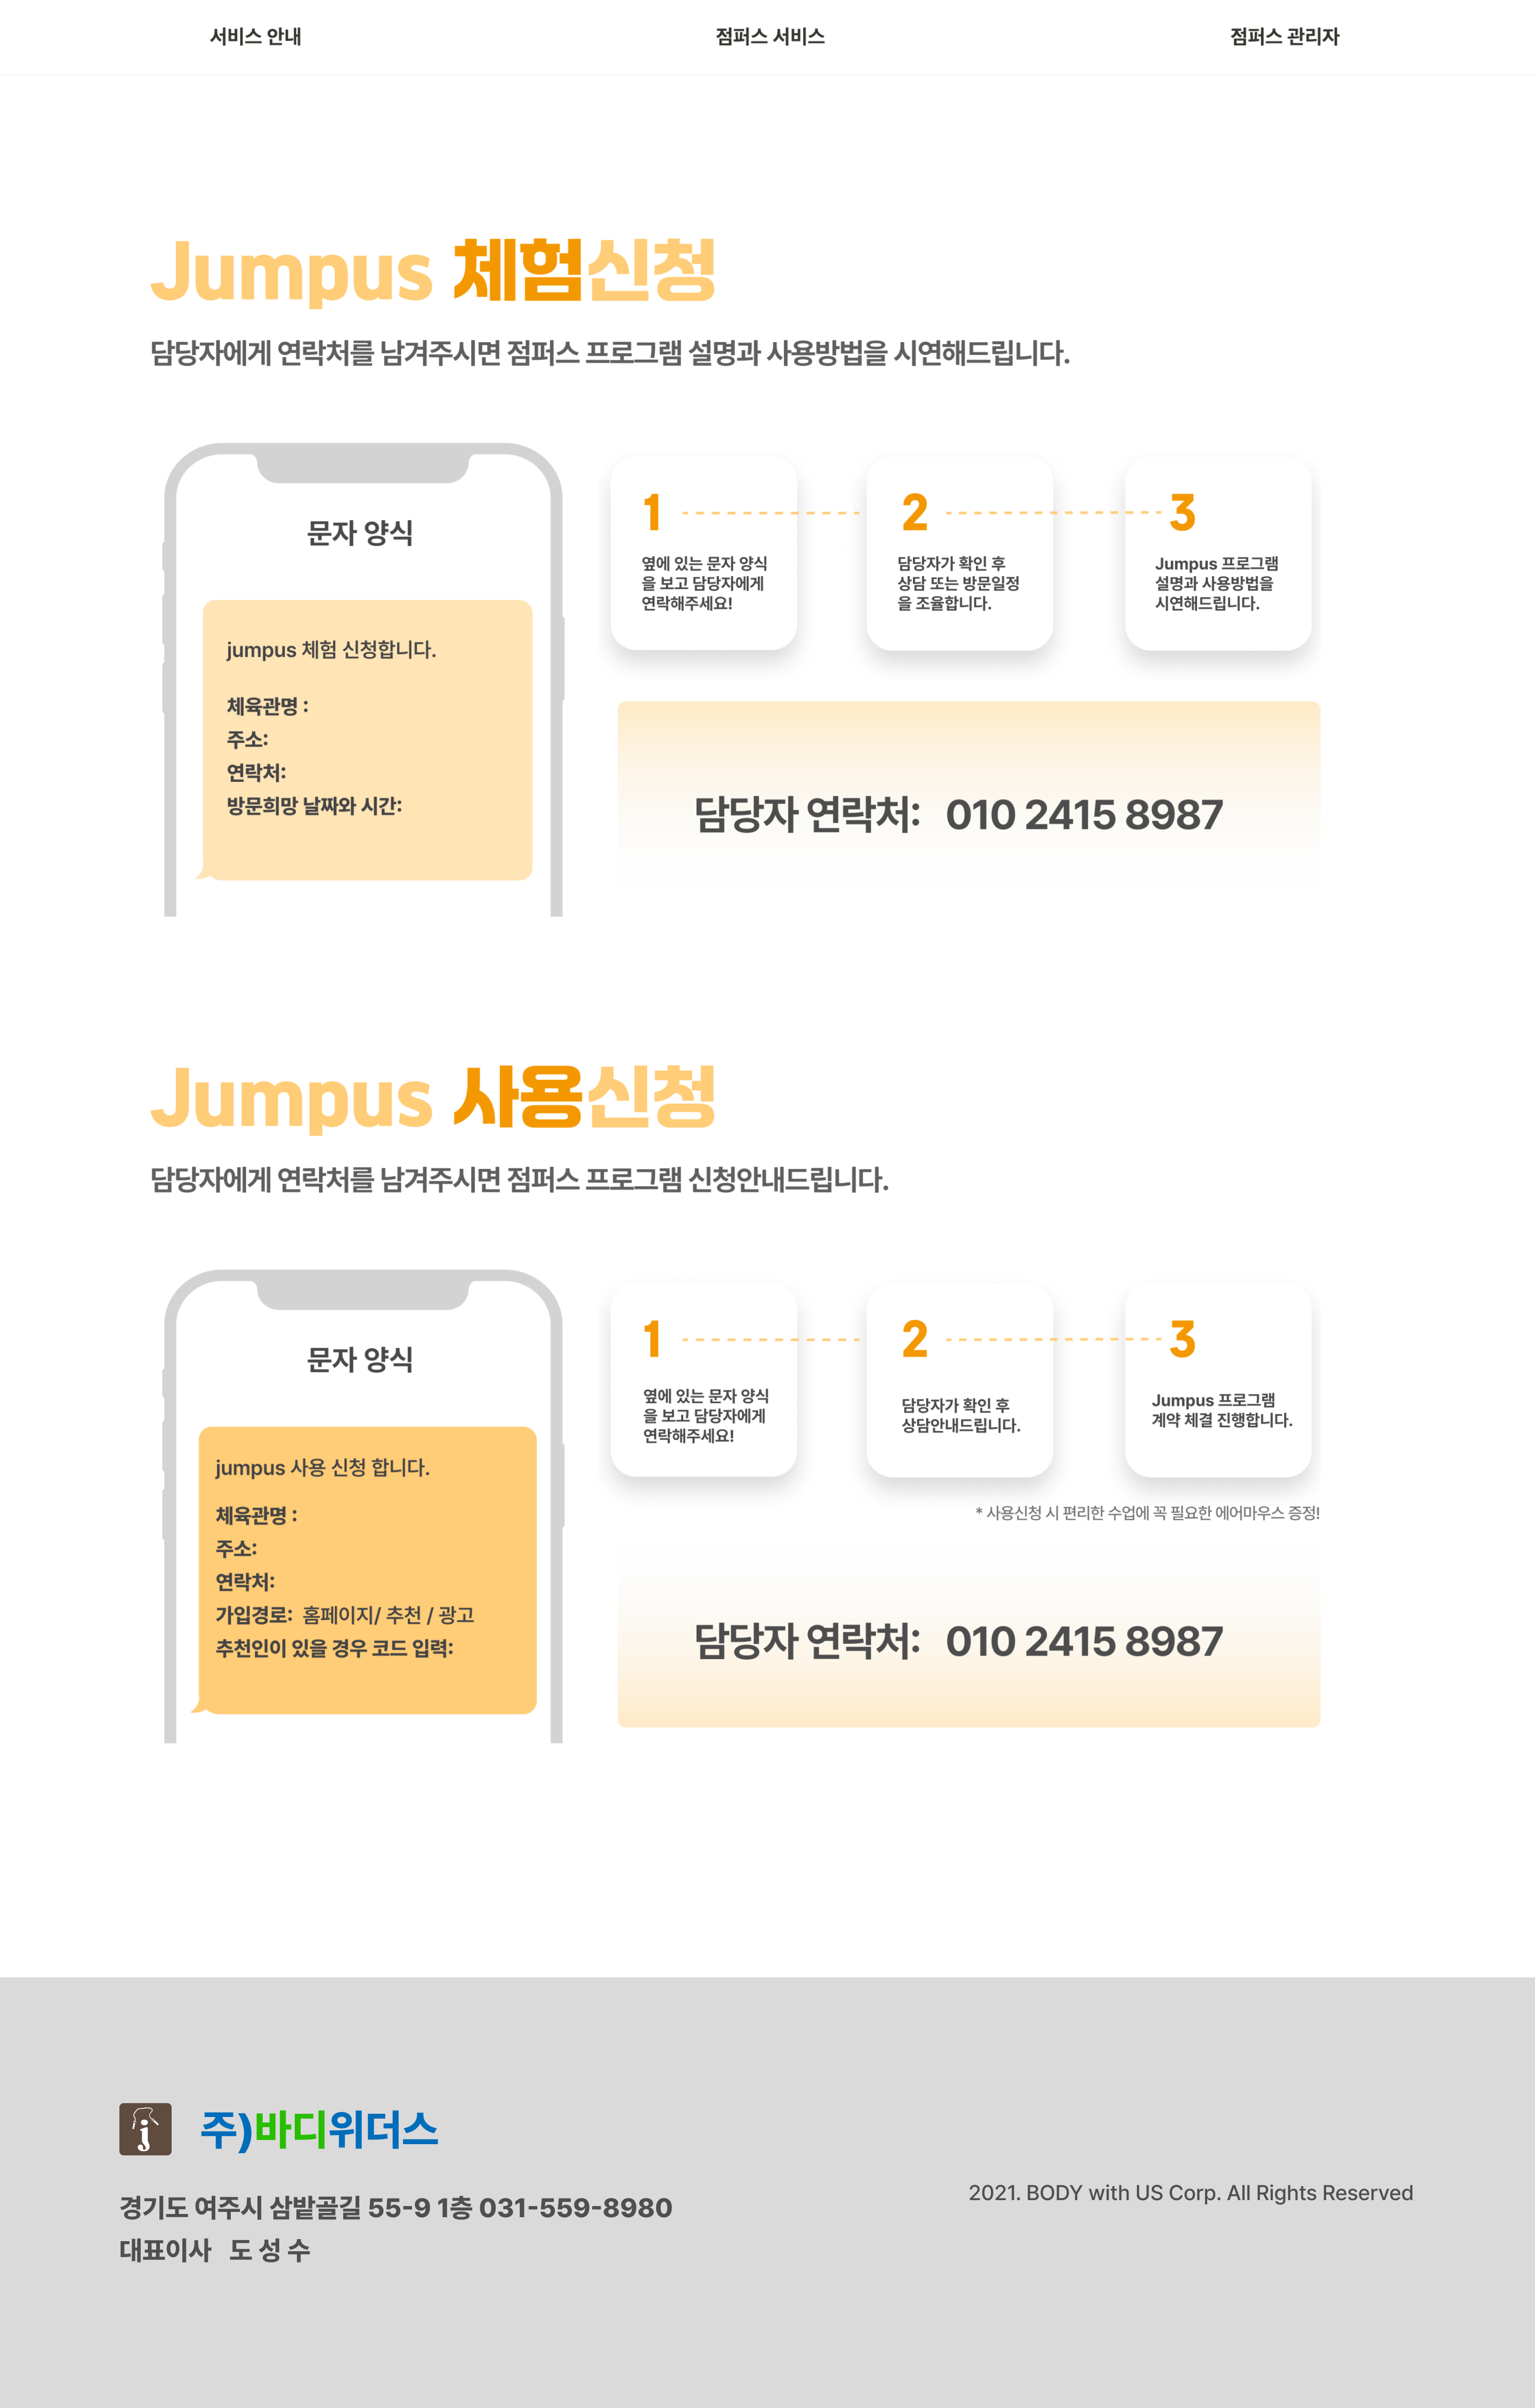 서비스 안내
점퍼스 서비스
점퍼스 관리자
Jumpus 체험신청
담당자에게 연락처를 남겨주시면 점퍼스 프로그램 설명과 사용방법을 시연해드립니다.
문자 양식
jumpus 체험 신청합니다.
체육관명 :
주소:
연락처:
방문희망 날짜와 시간:
1
옆에 있는 문자 양식
을 보고 담당자에게
연락해주세요!
2
담당자가 확인 후
상담 또는 방문일정
을 조율합니다.
3
Jumpus 프로그램
설명과 사용방법을
시연해드립니다.
담당자 연락처: 010 2415 8987
Jumpus 사용신청
담당자에게 연락처를 남겨주시면 점퍼스 프로그램 신청안내드립니다.
문자 양식
jumpus 사용 신청 합니다.
체육관명 :
주소:
연락처:
가입경로: 홈페이지/ 추천 / 광고
추천인이 있을 경우 코드 입력:
1
옆에 있는 문자 양식
을 보고 담당자에게
연락해주세요!
2
담당자가 확인 후
상담안내드립니다.
3
Jumpus 프로그램
계약 체결 진행합니다.
* 사용신청 시 편리한 수업에 꼭 필요한 에어마우스 증정!
담당자 연락처: 010 2415 8987
j
주)바디위더스
경기도 여주시 삼밭골길 55-9 1층 031-559-8980
대표이사 도 성 수
2021. BODY with US Corp. All Rights Reserved